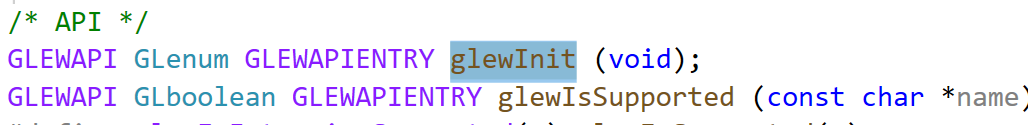 /* API */
GLEWAPI GLenum GLEWAPIENTRY glewInit (void);
GLEWAPI GLboolean GLEWAPIENTRY glewIsSupported (const char *name)